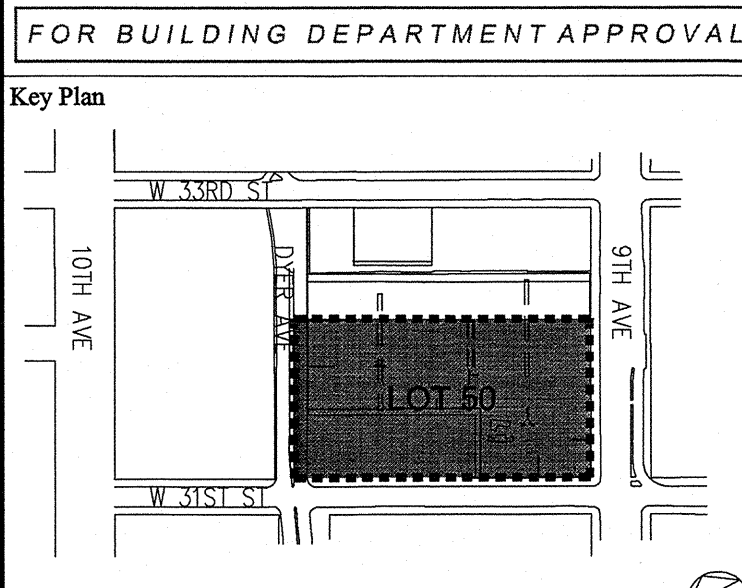 FOR BUILDING DEPARTMENT APPROVAL
Key Plan
W 33RD ST
10TH AVE
DYER AVE
9TH AVE
LOT 50
W 31ST ST